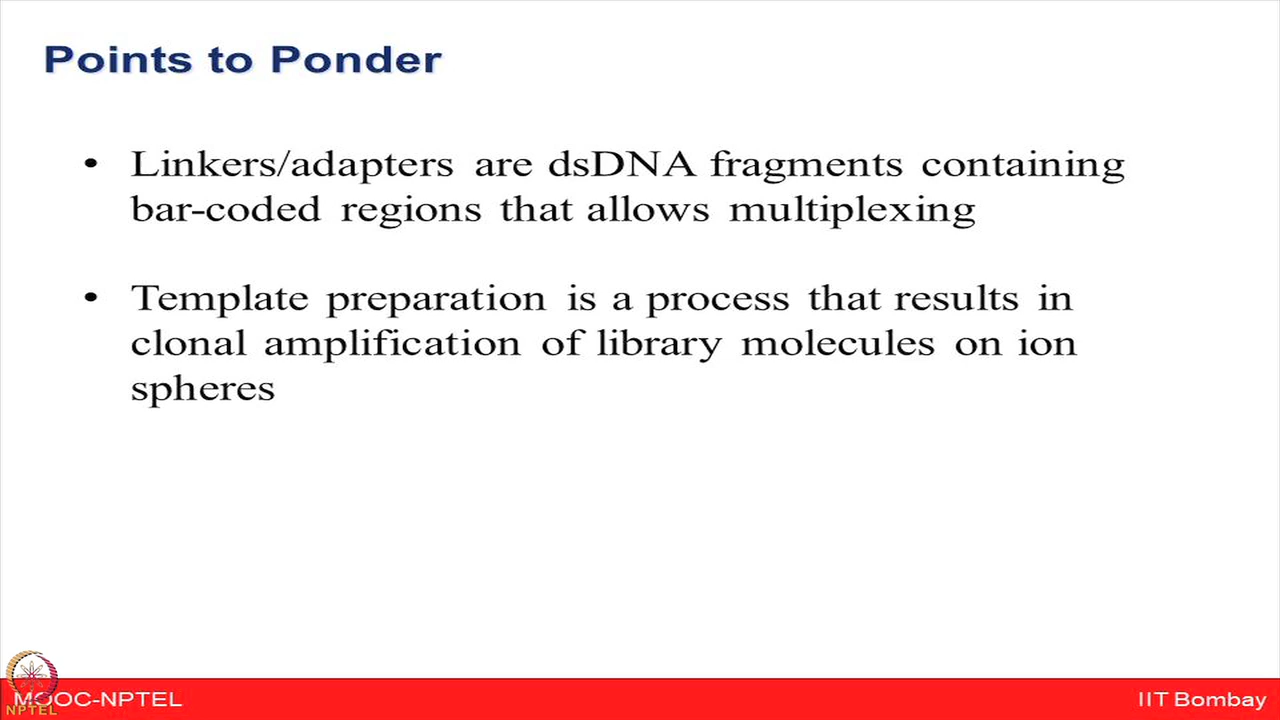 Points to Ponder
• Linkers/adapters are dsDNA fragments containing
bar-coded regions that allows multiplexing
• Template preparation is a process that results in
clonal amplification of library molecules on ion
spheres
MOOC-NPTEL
NPTEL
IIT Bombay